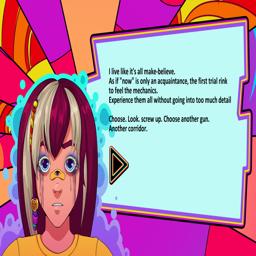 I live like it's all make-believe.
As if "now" is only an acquaintance, the first trial rink
to feel the mechanics.
Experience them all without going into too much detail
Choose. Look. screw up. Choose another gun.
Another corridor.